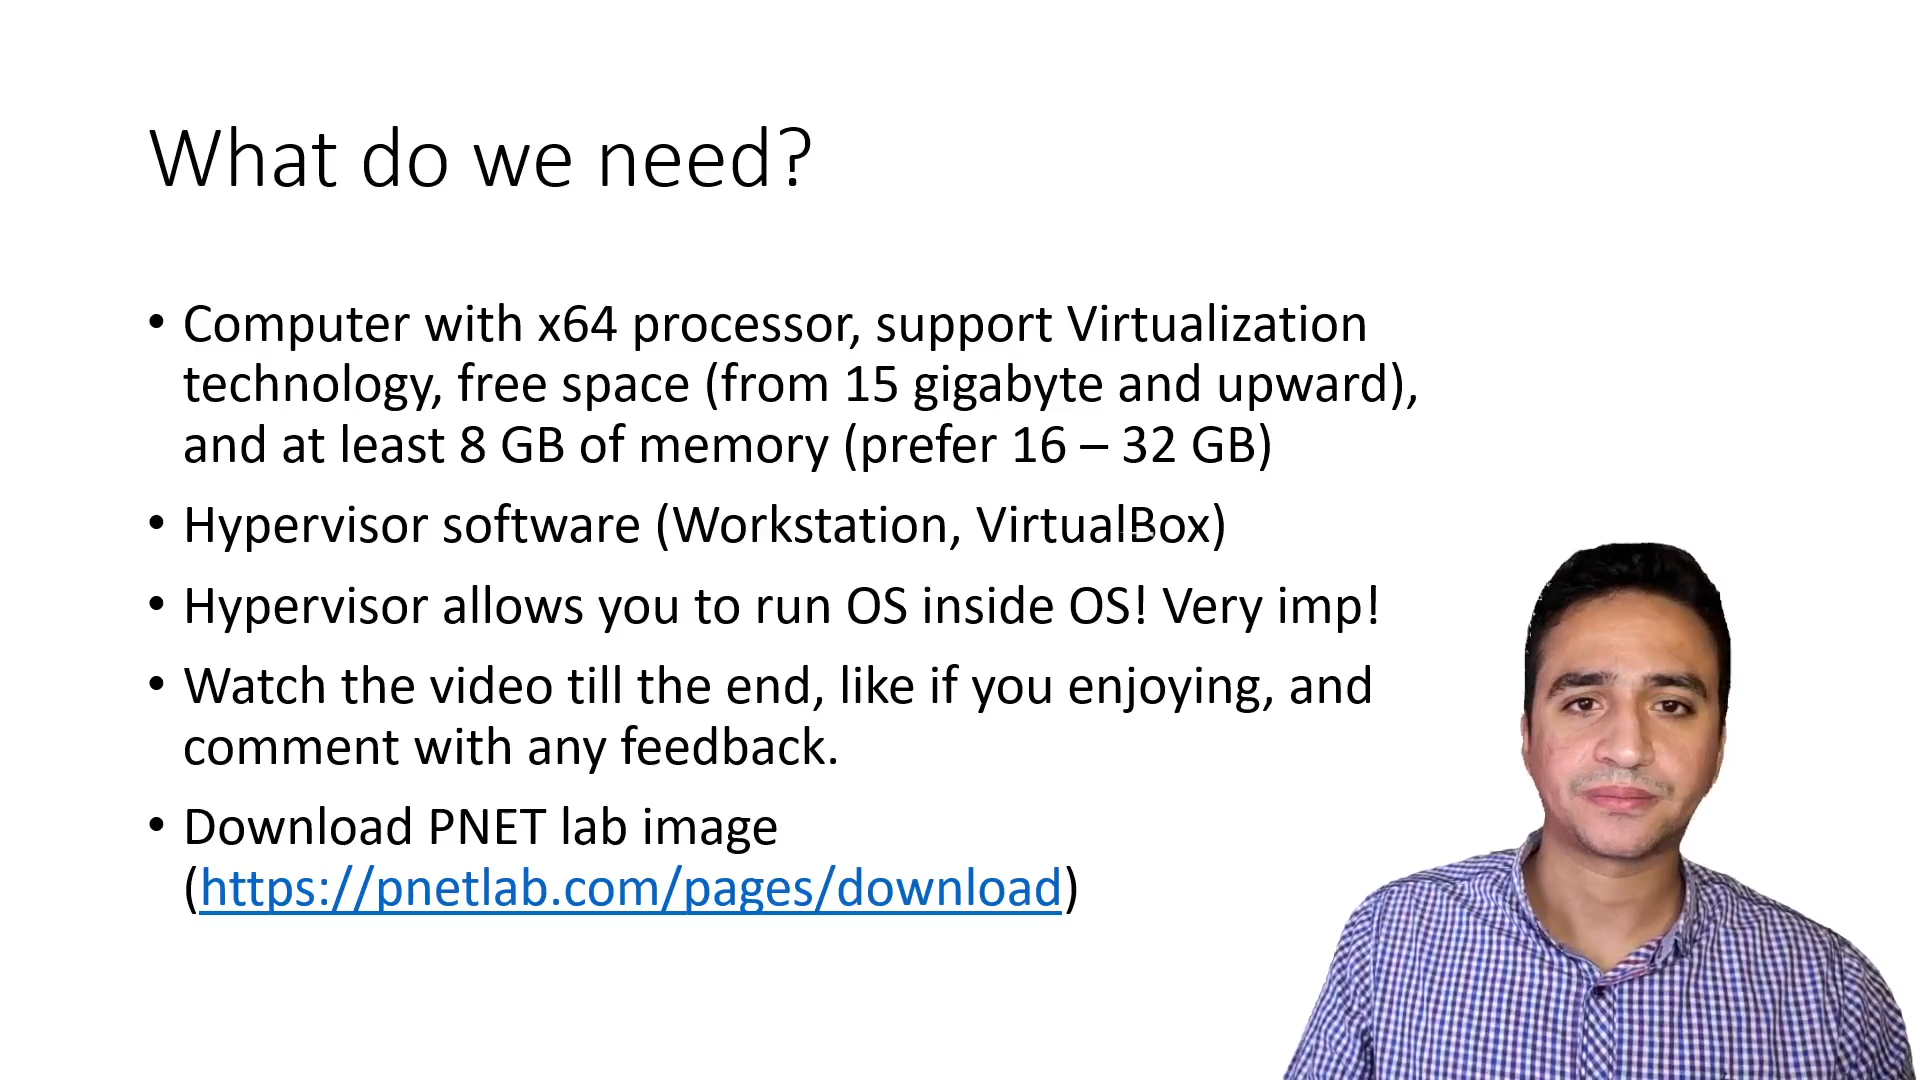 What do we need?
• Computer with x64 processor, support Virtualization
technology, free space (from 15 gigabyte and upward),
and at least 8 GB of memory (prefer 16 – 32 GB)
• Hypervisor software (Workstation, VirtualBox)
• Hypervisor allows you to run OS inside OS! Very imp!
• Watch the video till the end, like if you enjoying, and
comment with any feedback.
• Download PNET lab image
(https://pnetlab.com/pages/download)